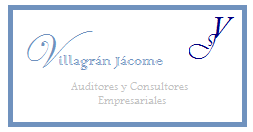 Villagrán Jácome
Auditores y Consultores
Empresariales